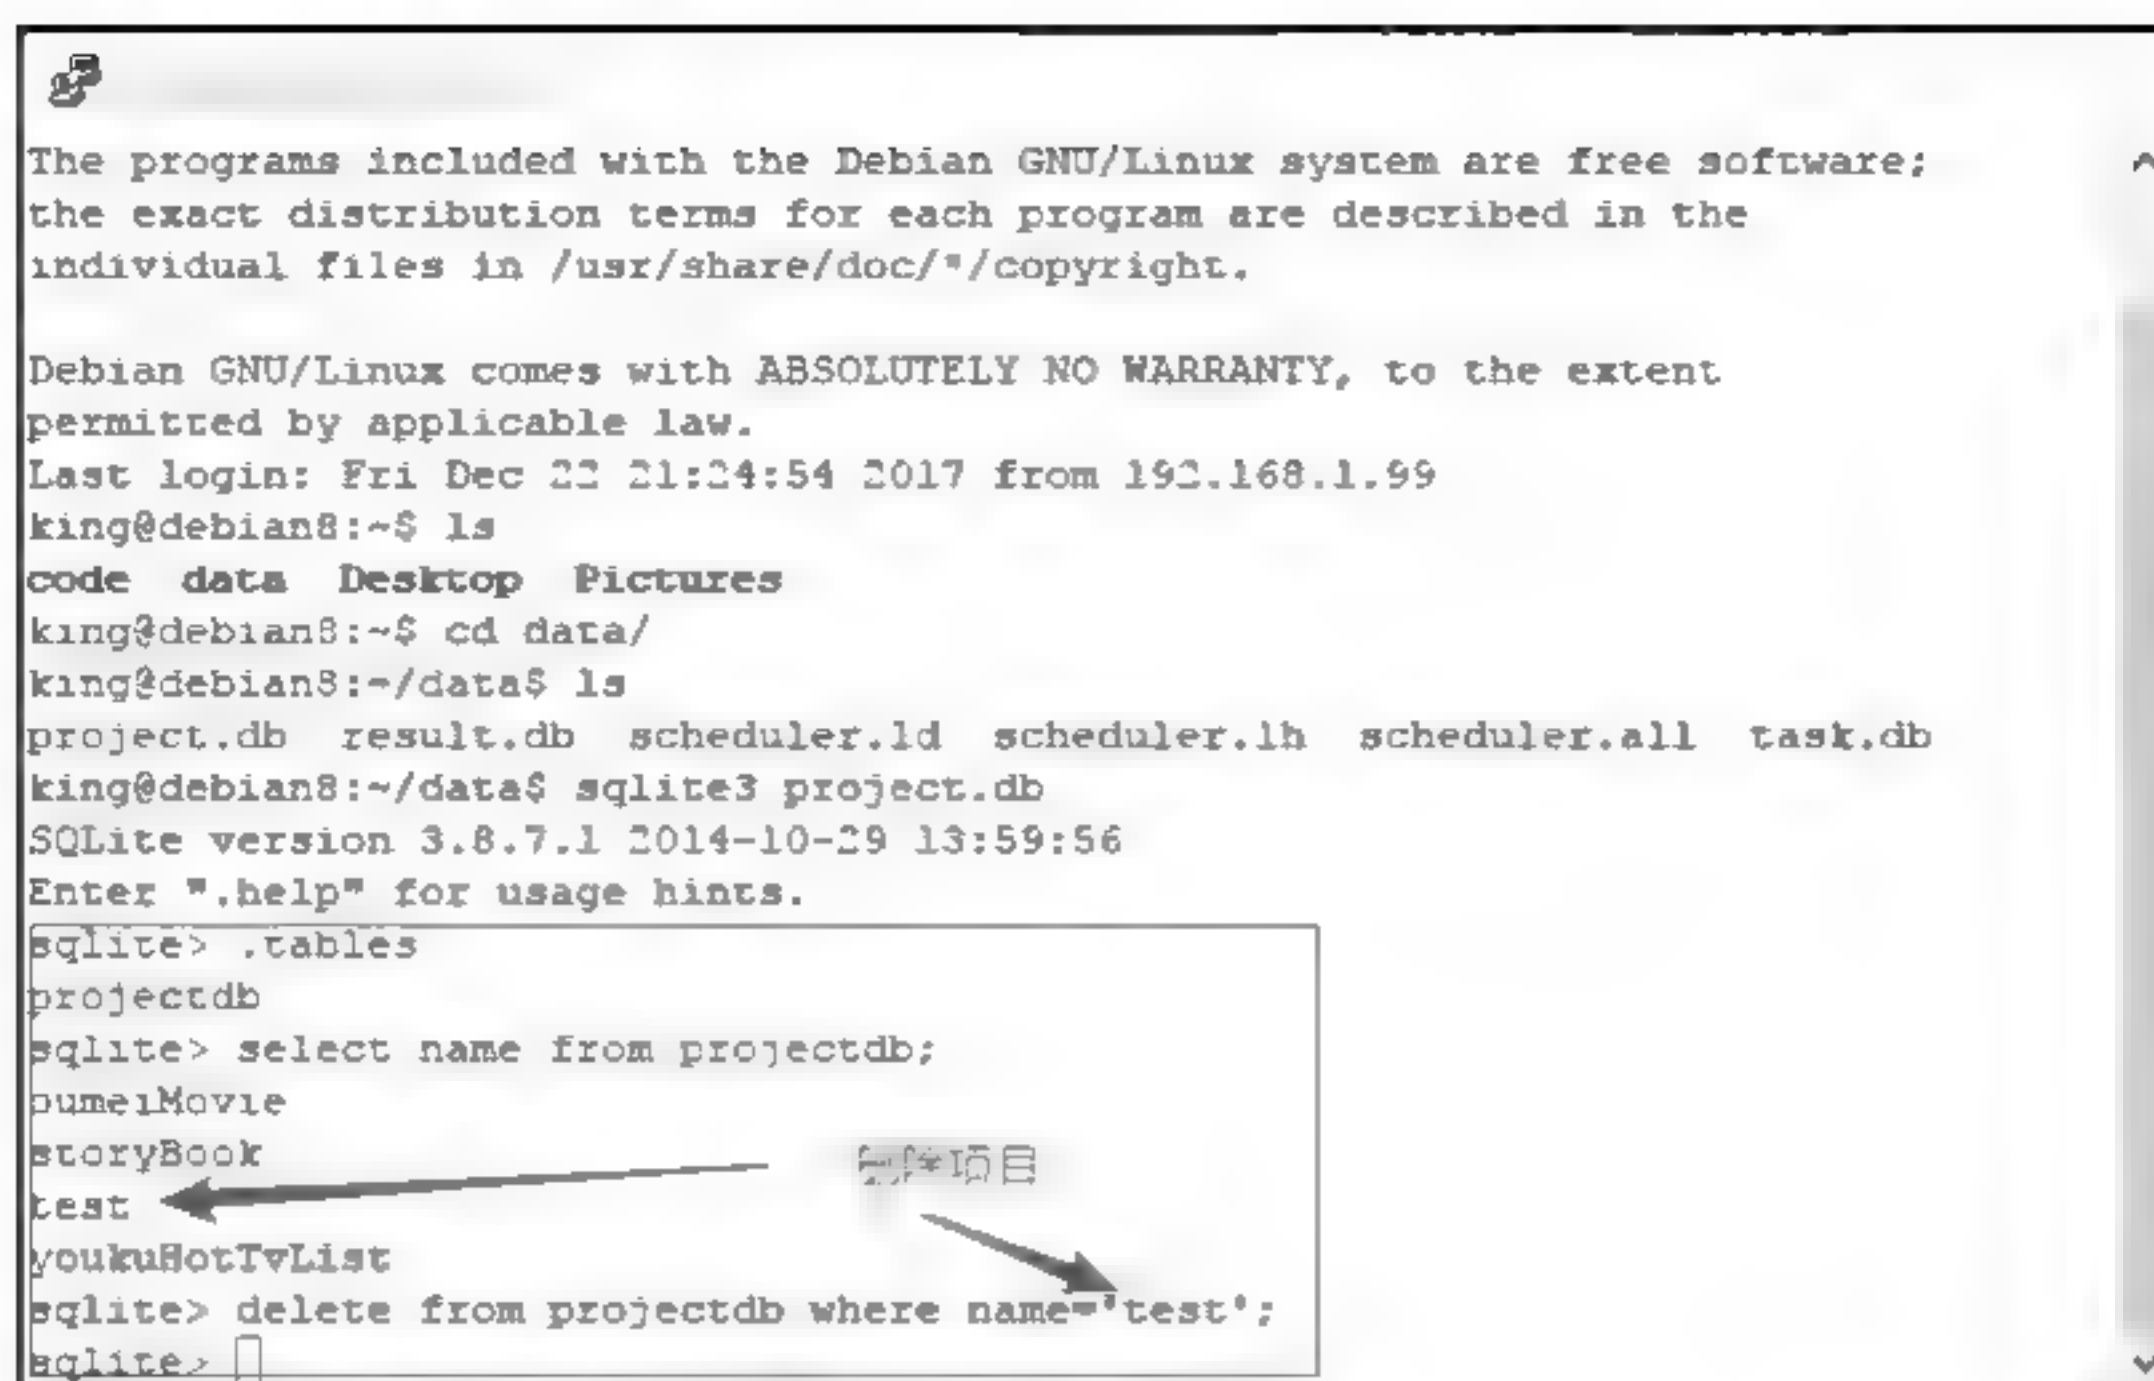 The programs included with the Debian GNU/Linux system are free software;
the exact distribution terms for each program are described in the
individual files in /usr/share/doc/*/copyright.
Debian GNU/Linux comes with ABSOLUTELY NO WARRANTY, to the extent
permitted by applicable law.
Last login: Fri Dec 22 21:24:54 2017 from 192.168.1.99
king@debian8:~$ ls
code  data  Desktop  Pictures
king@debian8:~$ cd data/
king@debian8:~/data$ ls
project.db  result.db  scheduler.1d  scheduler.1h  scheduler.all  task.db
king@debian8:~/data$ sqlite3 project.db
SQLite version 3.8.7.1 2014-10-29 13:59:56
Enter ".help" for usage hints.
sqlite> .tables
projectdb
sqlite> select name from projectdb;
oumeiMovie
storyBook
test
youkuHotTvList
sqlite> delete from projectdb where name='test';
sqlite>